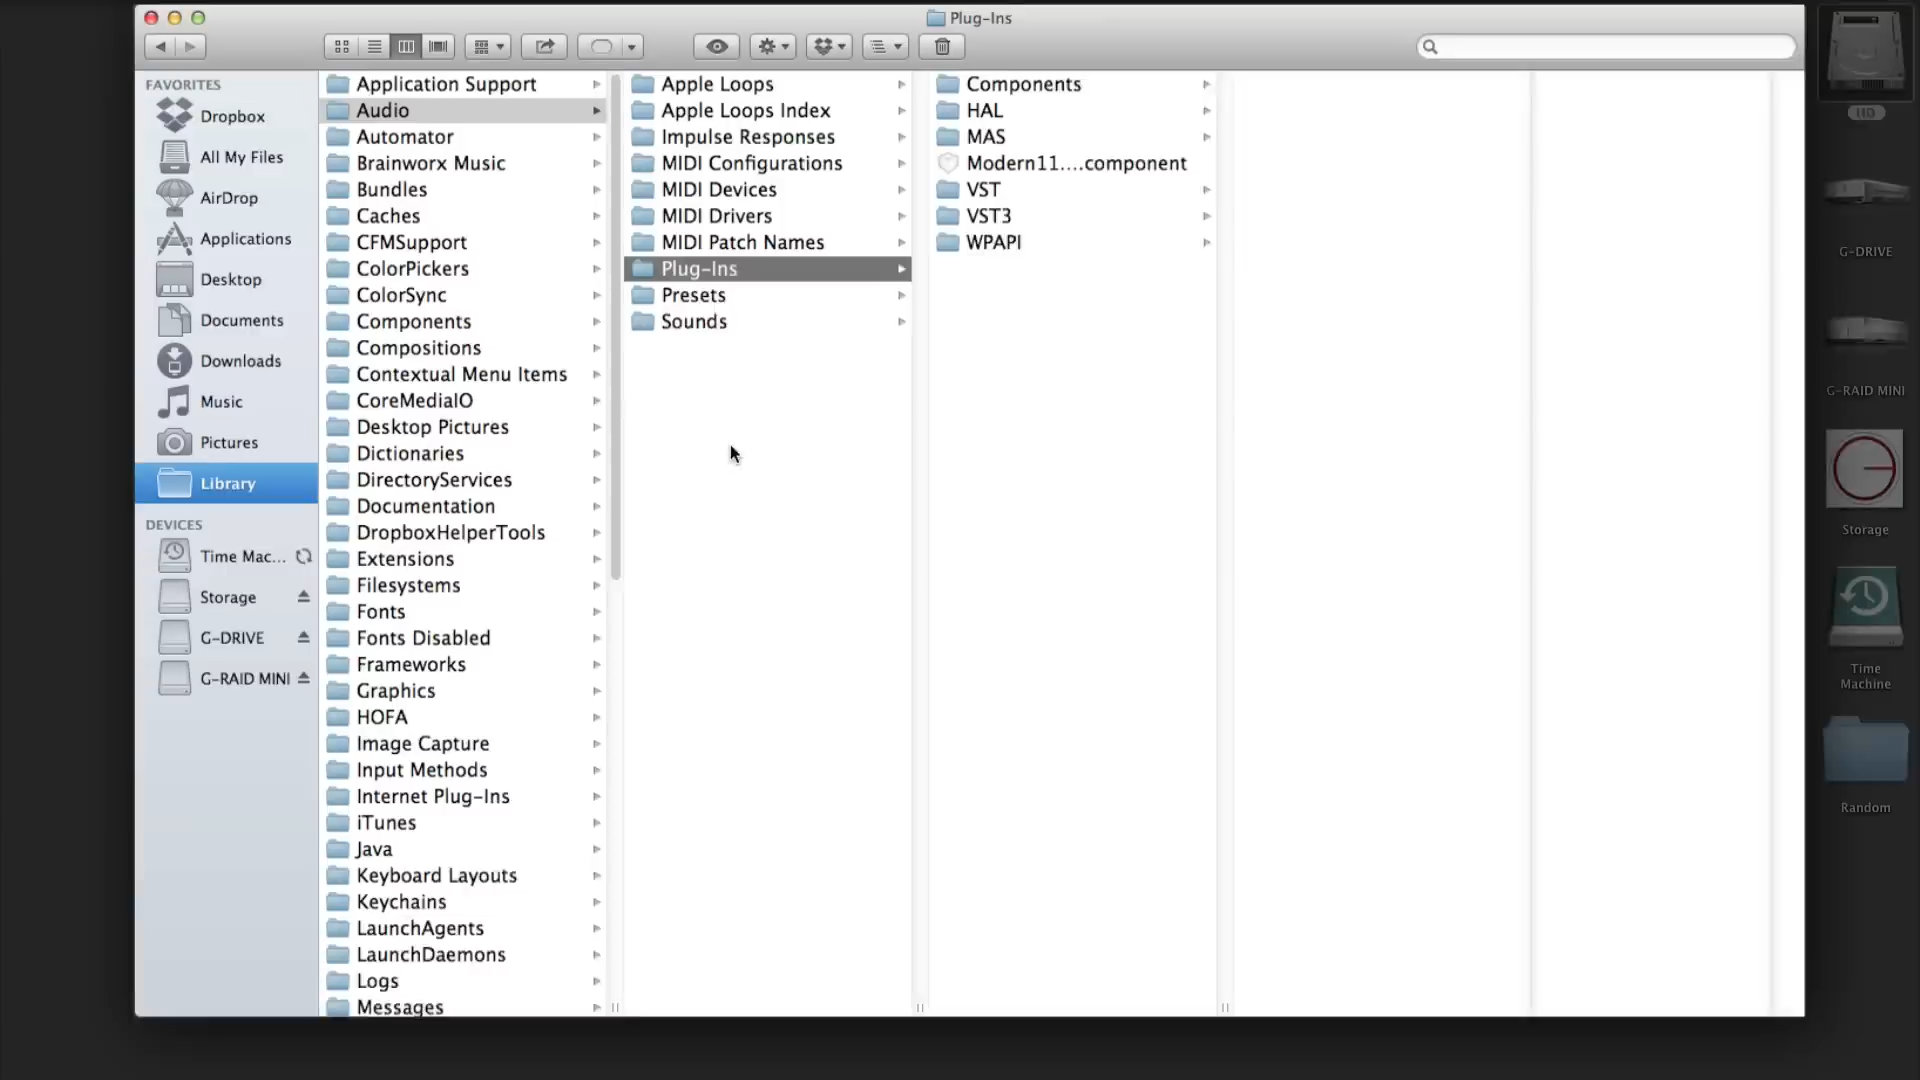 Plug-Ins
FAVORITES
Dropbox
All My Files
AirDrop
Applications
Desktop
Documents
Downloads
Music
Pictures
Library
DEVICES
Time Mac...
Storage
G-DRIVE
G-RAID MINI
Application Support
Audio
Automator
Brainworx Music
Bundles
Caches
CFMSupport
ColorPickers
ColorSync
Components
Compositions
Contextual Menu Items
CoreMediaIO
Desktop Pictures
Dictionaries
DirectoryServices
Documentation
DropboxHelperTools
Extensions
Filesystems
Fonts
Fonts Disabled
Frameworks
Graphics
HOFA
Image Capture
Input Methods
Internet Plug-Ins
iTunes
Java
Keyboard Layouts
Keychains
LaunchAgents
LaunchDaemons
Logs
Messages
Apple Loops
Apple Loops Index
Impulse Responses
MIDI Configurations
MIDI Devices
MIDI Drivers
MIDI Patch Names
Plug-Ins
Presets
Sounds
Components
HAL
MAS
Modern11....component
VST
VST3
WPAPI
HD
G-DRIVE
G-RAID MINI
Storage
Time
Machine
Random